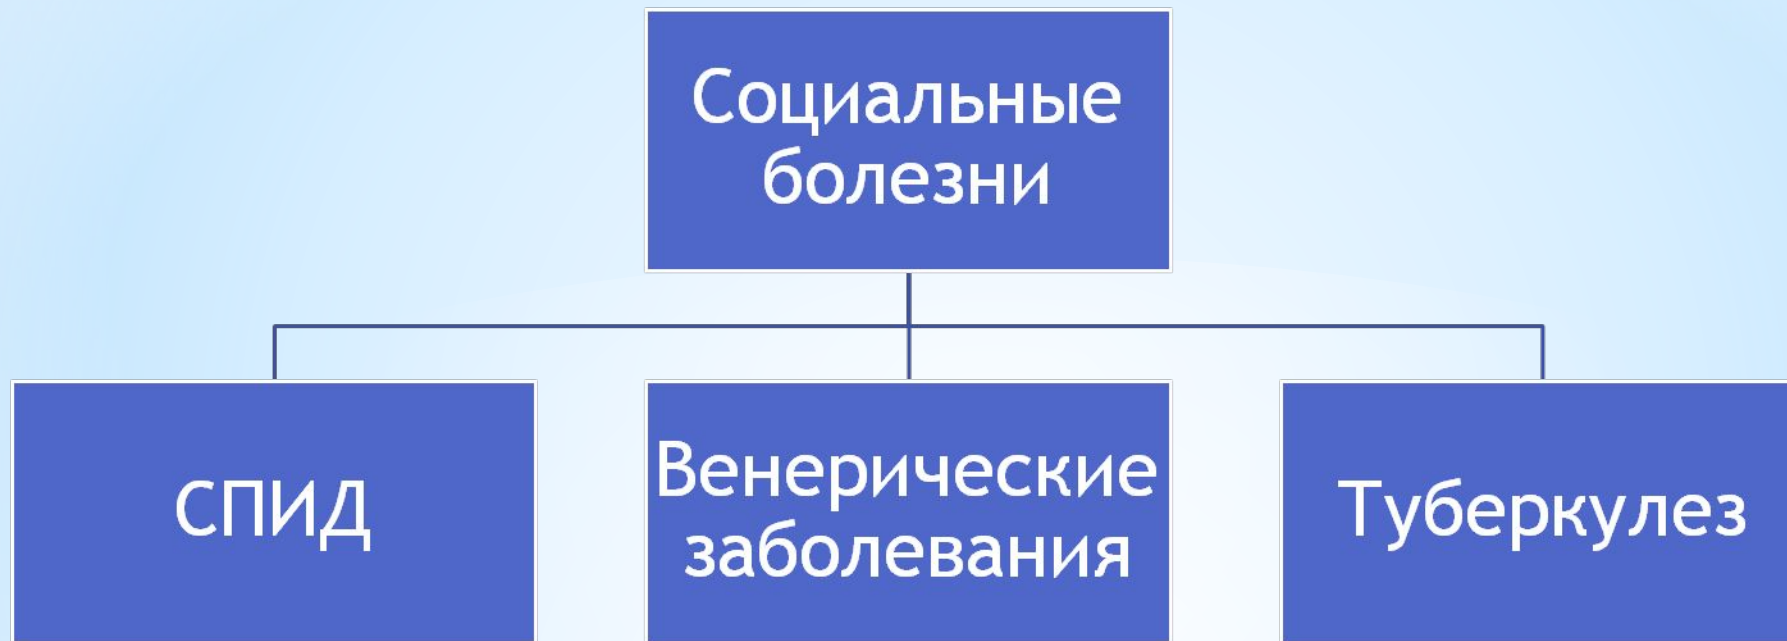 Социальные
болезни
СПИД
Венерические
заболевания
Туберкулез